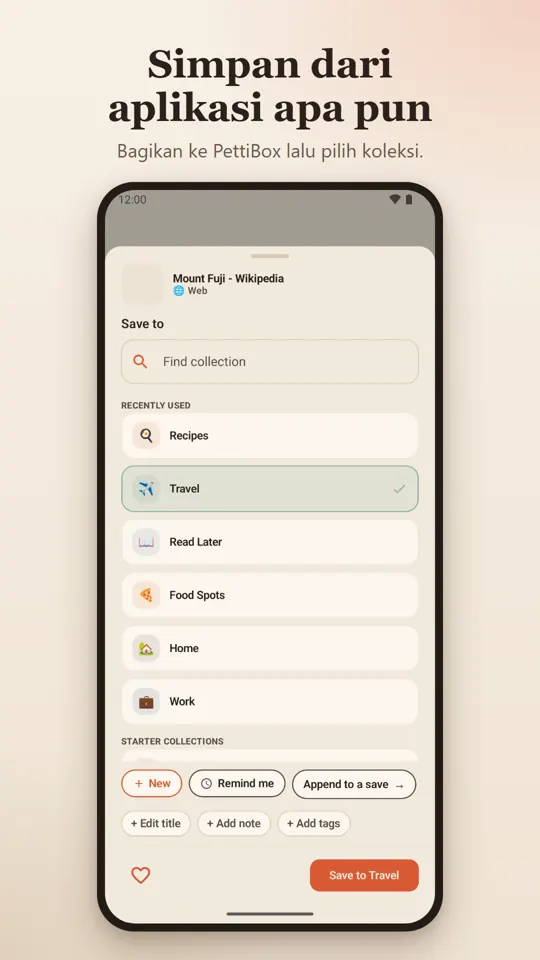 Simpan dari
aplikasi apa pun
Bagikan ke PettiBox lalu pilih koleksi.
12:00
Mount Fuji - Wikipedia
Web
Save to
Find collection
RECENTLY USED
Recipes
Travel
Read Later
Food Spots
Home
Work
STARTER COLLECTIONS
+ New
Remind me
Append to a save →
+ Edit title
+ Add note
+ Add tags
Save to Travel